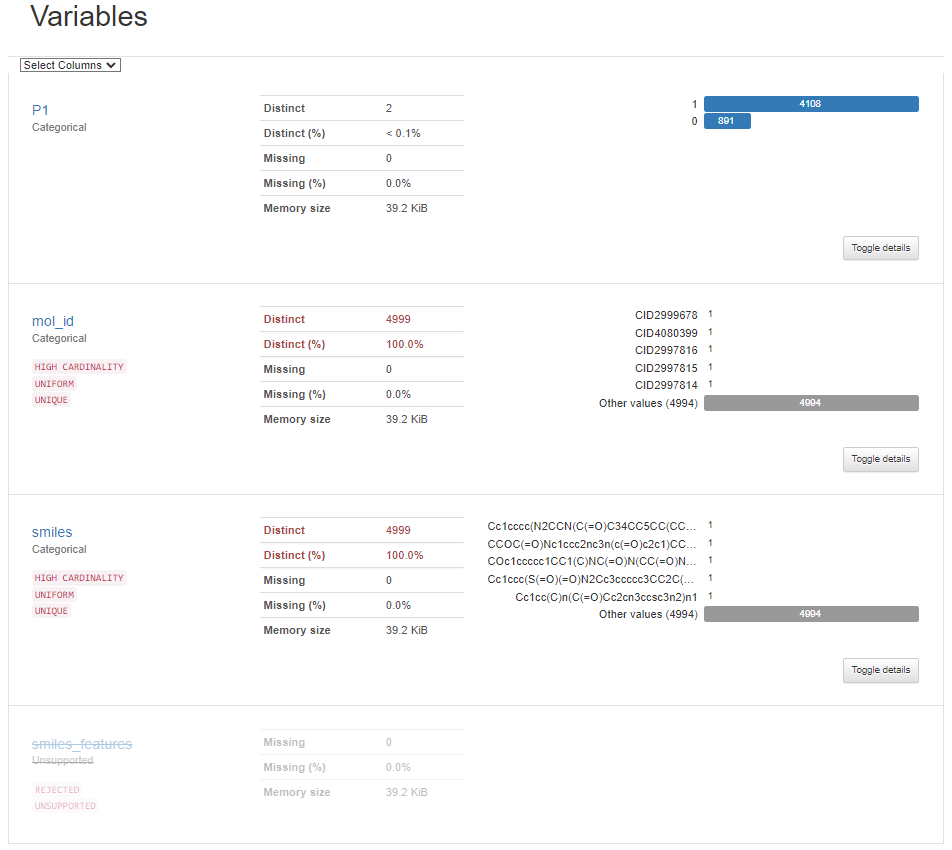 Variables
Select Columns
P1
Categorical
Distinct 2
Distinct (%) < 0.1%
Missing 0
Missing (%) 0.0%
Memory size 39.2 KiB
1 4108
0 891
Toggle details
mol_id
Categorical
HIGH CARDINALITY
UNIFORM
UNIQUE
Distinct 4999
Distinct (%) 100.0%
Missing 0
Missing (%) 0.0%
Memory size 39.2 KiB
CID2999678 1
CID4080399 1
CID2997816 1
CID2997815 1
CID2997814 1
Other values (4994) 4994
Toggle details
smiles
Categorical
HIGH CARDINALITY
UNIFORM
UNIQUE
Distinct 4999
Distinct (%) 100.0%
Missing 0
Missing (%) 0.0%
Memory size 39.2 KiB
Cc1cccc(N2CCN(C(=O)C34CC5CC(CC... 1
CCOC(=O)Nc1ccc2nc3n(c(=O)c2c1)CC... 1
COc1ccccc1CC1(C)NC(=O)N(CC(=O)N... 1
Cc1ccc(S(=O)(=O)N2Cc3ccccc3CC2C(... 1
Cc1cc(C)n(C(=O)Cc2cn3ccsc3n2)n1 1
Other values (4994) 4994
Toggle details
smiles_features
Unsupported
REJECTED
UNSUPPORTED
Missing 0
Missing (%) 0.0%
Memory size 39.2 KiB